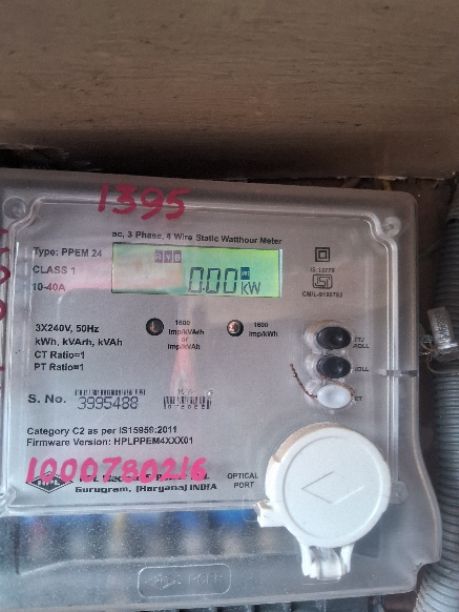 1395
ac, 3 Phase, 4 Wire Static Watthour Meter
Type: PPEM 24
CLASS 1
10-40A
RYB
0.00 kW
IS 13779
3X240V, 50Hz
kWh, kVArh, kVAh
CT Ratio=1
PT Ratio=1
1600
Imp/kVArh
or
Imp/kVAh
1600
Imp/kWh
S. No. 3995488
Category C2 as per IS15959:2011
Firmware Version: HPLPPEM4XXX01
1000780216
HPL
Gurugram, (Haryana) INDIA
OPTICAL
PORT